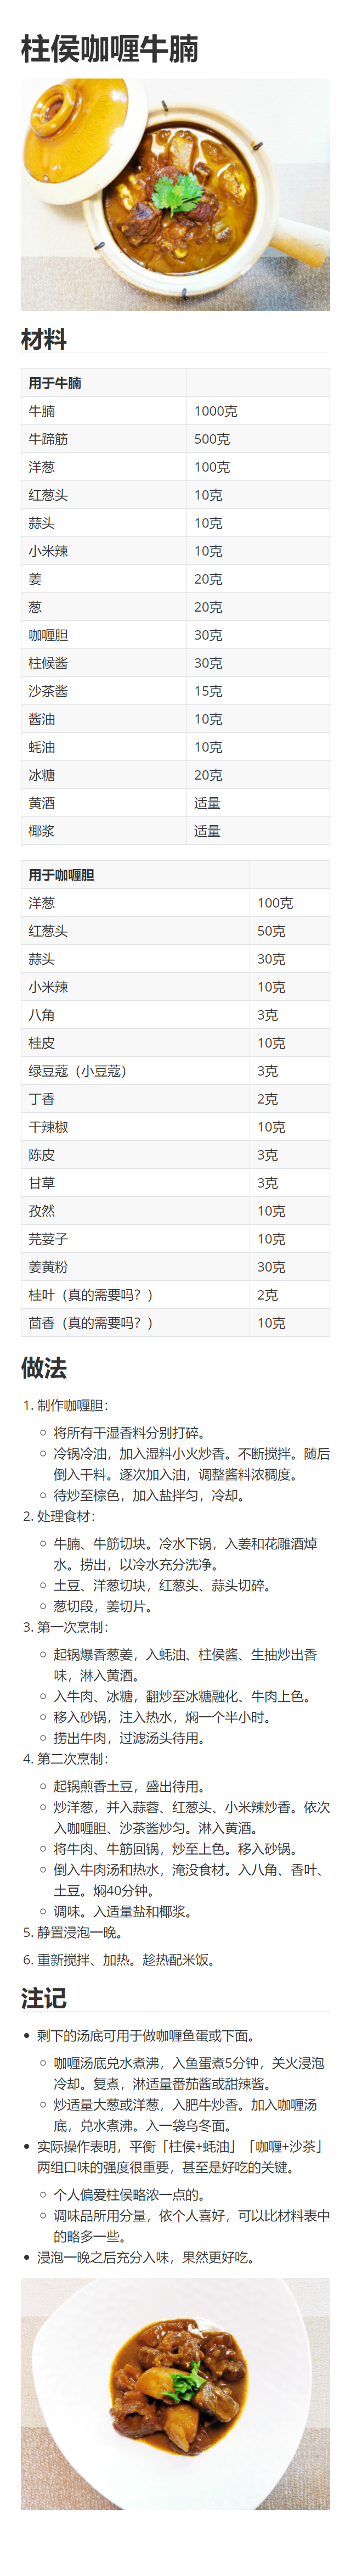 柱侯咖喱牛腩
材料
用于牛腩
牛腩 1000克
牛蹄筋 500克
洋葱 100克
红葱头 10克
蒜头 10克
小米辣 10克
姜 20克
葱 20克
咖喱胆 30克
柱候酱 30克
沙茶酱 15克
酱油 10克
蚝油 10克
冰糖 20克
黄酒 适量
椰浆 适量
用于咖喱胆
洋葱 100克
红葱头 50克
蒜头 30克
小米辣 10克
八角 3克
桂皮 10克
绿豆蔻（小豆蔻） 3克
丁香 2克
干辣椒 10克
陈皮 3克
甘草 3克
孜然 10克
芫荽子 10克
姜黄粉 30克
桂叶（真的需要吗？） 2克
茴香（真的需要吗？） 10克
做法
1. 制作咖喱胆：
将所有干湿香料分别打碎。
冷锅冷油，加入湿料小火炒香。不断搅拌。随后
倒入干料。逐次加入油，调整酱料浓稠度。
待炒至棕色，加入盐拌匀，冷却。
2. 处理食材：
牛腩、牛筋切块。冷水下锅，入姜和花雕酒焯
水。捞出，以冷水充分洗净。
土豆、洋葱切块，红葱头、蒜头切碎。
葱切段，姜切片。
3. 第一次烹制：
起锅爆香葱姜，入蚝油、柱侯酱、生抽炒出香
味，淋入黄酒。
入牛肉、冰糖，翻炒至冰糖融化、牛肉上色。
移入砂锅，注入热水，焖一个半小时。
捞出牛肉，过滤汤头待用。
4. 第二次烹制：
起锅煎香土豆，盛出待用。
炒洋葱，并入蒜蓉、红葱头、小米辣炒香。依次
入咖喱胆、沙茶酱炒匀。淋入黄酒。
将牛肉、牛筋回锅，炒至上色。移入砂锅。
倒入牛肉汤和热水，淹没食材。入八角、香叶、
土豆。焖40分钟。
调味。入适量盐和椰浆。
5. 静置浸泡一晚。
6. 重新搅拌、加热。趁热配米饭。
注记
剩下的汤底可用于做咖喱鱼蛋或下面。
咖喱汤底兑水煮沸，入鱼蛋煮5分钟，关火浸泡
冷却。复煮，淋适量番茄酱或甜辣酱。
炒适量大葱或洋葱，入肥牛炒香。加入咖喱汤
底，兑水煮沸。入一袋乌冬面。
实际操作表明，平衡「柱侯+蚝油」「咖喱+沙茶」
两组口味的强度很重要，甚至是好吃的关键。
个人偏爱柱侯略浓一点的。
调味品所用分量，依个人喜好，可以比材料表中
的略多一些。
浸泡一晚之后充分入味，果然更好吃。